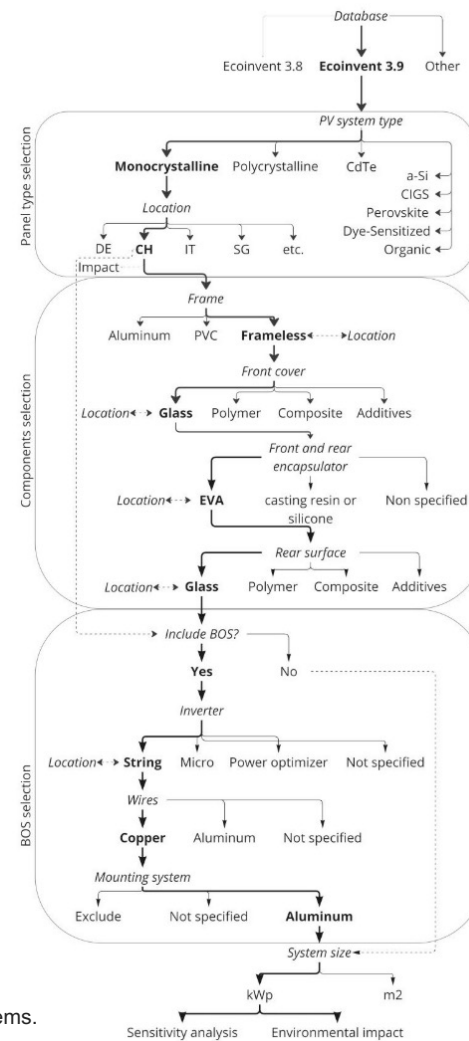 Database
Ecoinvent 3.8 Ecoinvent 3.9 Other
PV system type
Panel type selection
Monocrystalline Polycrystalline CdTe
a-Si
CIGS
Perovskite
Dye-Sensitized
Organic
Location
DE CH IT SG etc.
Impact
Components selection
Frame
Aluminum PVC Frameless Location
Front cover
Location Glass Polymer Composite Additives
Front and rear
encapsulator
Location EVA casting resin or Non specified
silicone
Rear surface
Location Glass Polymer Composite Additives
BOS selection
Include BOS?
Yes No
Inverter
Location String Micro Power optimizer Not specified
Wires
Copper Aluminum Not specified
Mounting system
Exclude Not specified Aluminum
System size
kWp m2
ems.
Sensitivity analysis Environmental impact